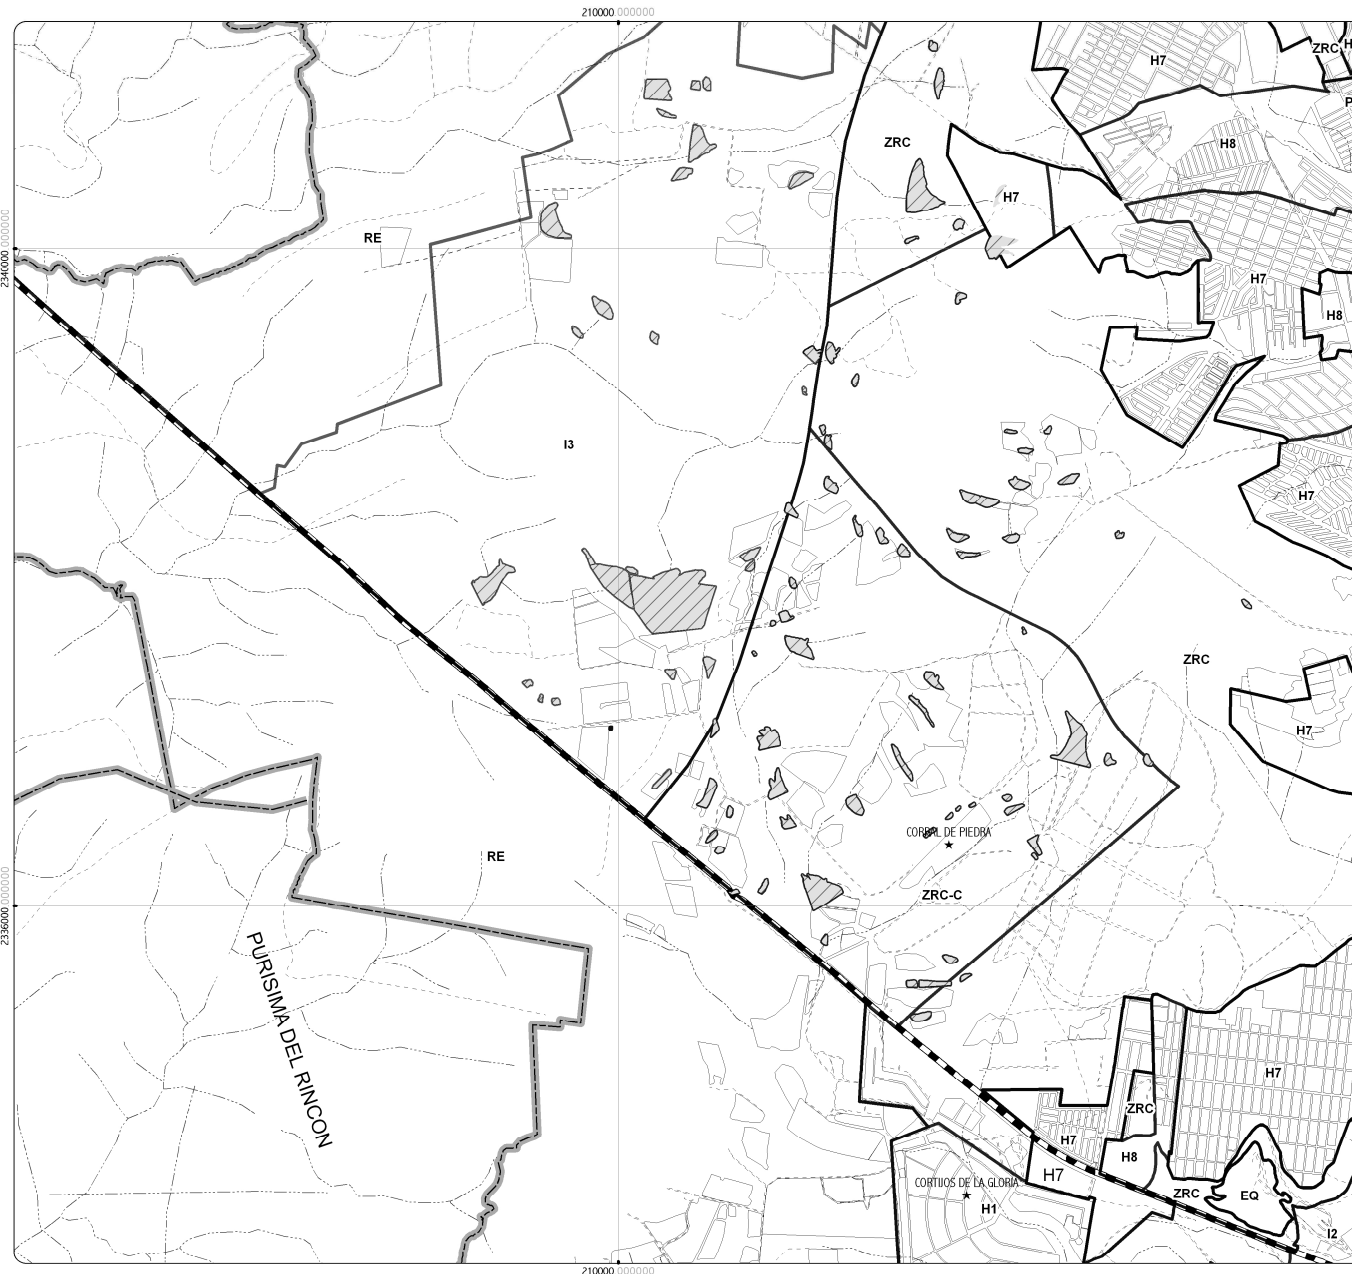 210000.000000
ZRC
H
H7
P
H8
ZRC
H7
RE
2340000.000000
H7
H8
I3
H7
ZRC
H7
CORRAL DE PIEDRA
RE
ZRC-C
2336000.000000
PURISIMA DEL RINCON
H7
ZRC
H7
H8
H7
CORTIJOS DE LA GLORIA
ZRC
EQ
H1
I2
210000.000000